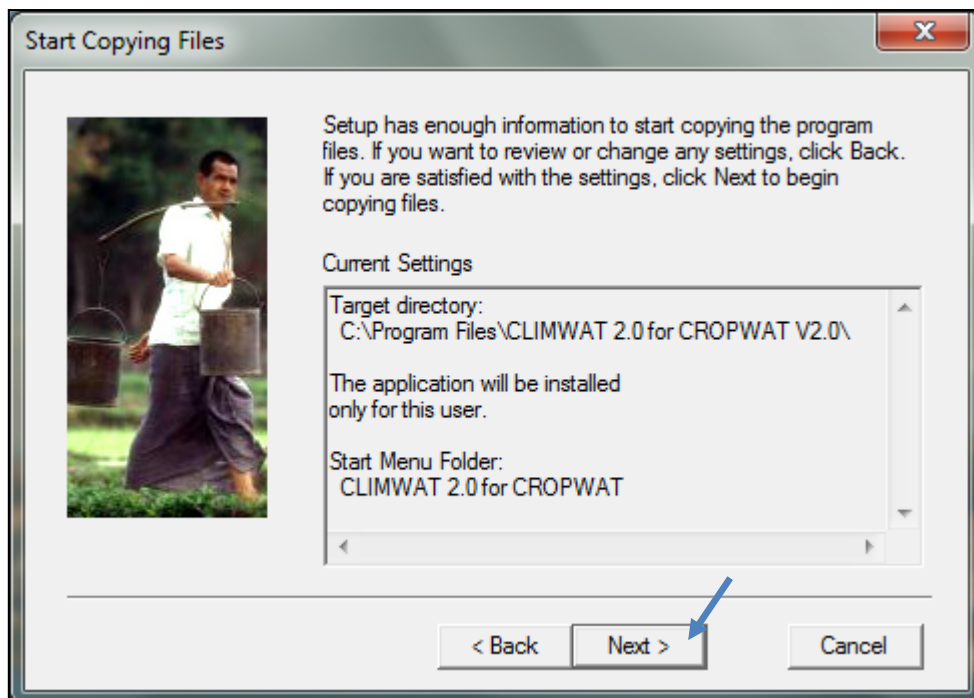 Start Copying Files
Setup has enough information to start copying the program
files. If you want to review or change any settings, click Back.
If you are satisfied with the settings, click Next to begin
copying files.
Current Settings
Target directory:
C:\Program Files\CLIMWAT 2.0 for CROPWAT V2.0\
The application will be installed
only for this user.
Start Menu Folder:
CLIMWAT 2.0 for CROPWAT
< Back
Next >
Cancel